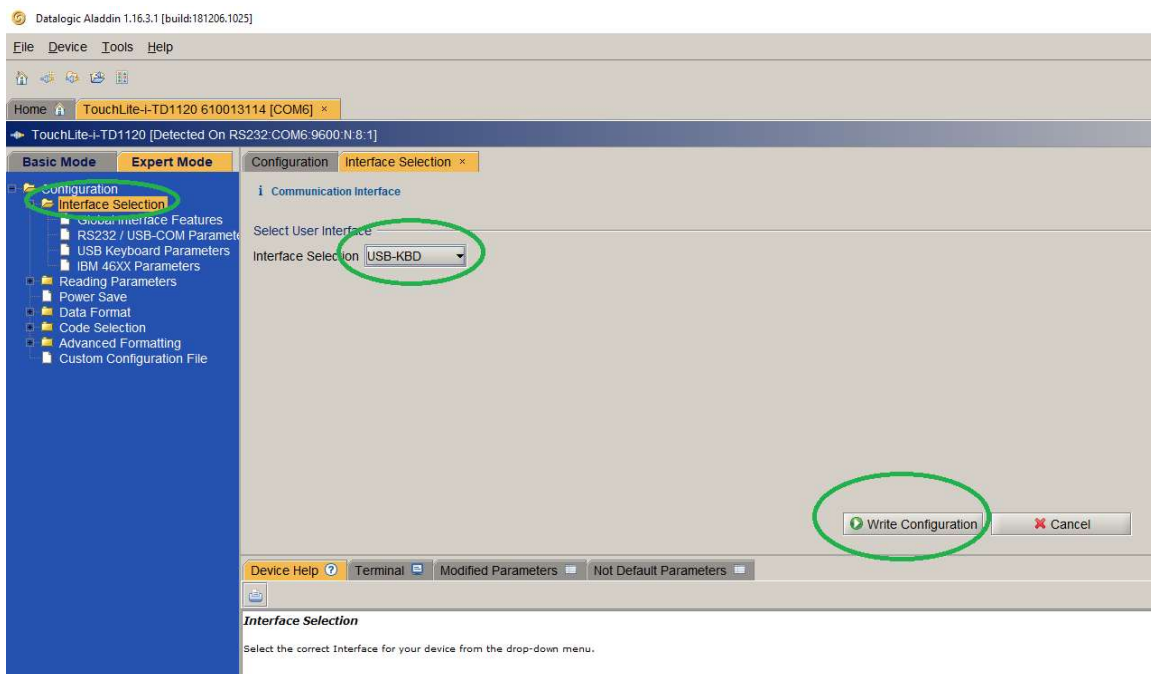 Datalogic Aladdin 1.16.3.1 [build:181206.1025]
File Device Tools Help
Home TouchLite-i-TD1120 610013114 [COM6] ×
TouchLite-i-TD1120 [Detected On RS232:COM6:9600:N:8:1]
Basic Mode Expert Mode Configuration Interface Selection ×
Configuration
Interface Selection
Global Interface Features
RS232 / USB-COM Paramete
USB Keyboard Parameters
IBM 46XX Parameters
Reading Parameters
Power Save
Data Format
Code Selection
Advanced Formatting
Custom Configuration File
i Communication Interface
Select User Interface
Interface Selection USB-KBD
Write Configuration Cancel
Device Help Terminal Modified Parameters Not Default Parameters
Interface Selection
Select the correct Interface for your device from the drop-down menu.